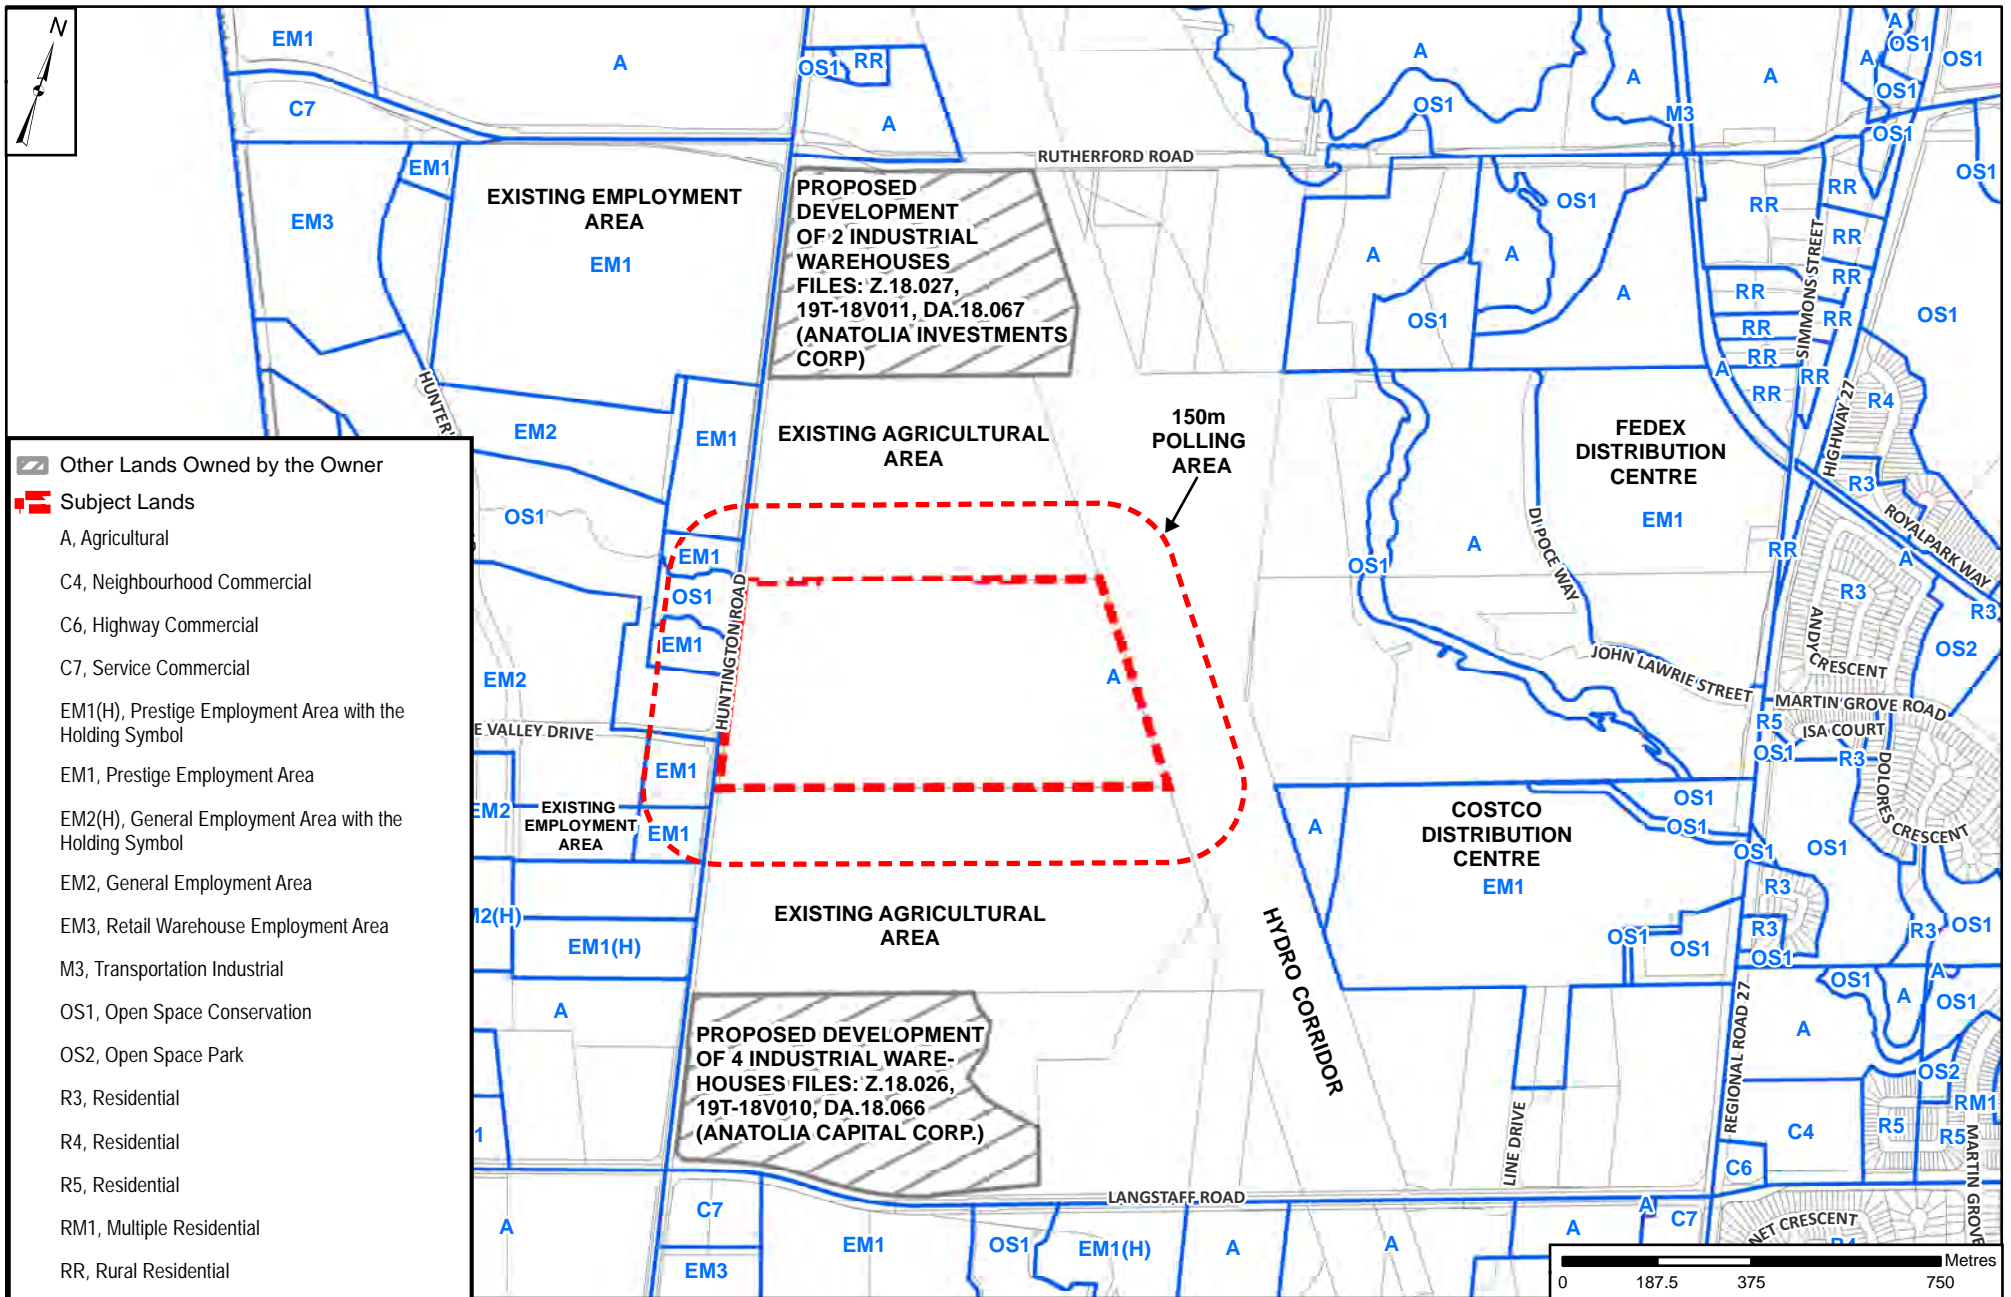 N
EM1
A
OS1
RR
A
A
OS1
A
M3
A
A
OS1
A
OS1
OS1
OS1
OS1
C7
EM1
EM3
EXISTING EMPLOYMENT
AREA
EM1
RUTHERFORD ROAD
PROPOSED
DEVELOPMENT
OF 2 INDUSTRIAL
WAREHOUSES
FILES: Z.18.027,
19T-18V011, DA.18.067
(ANATOLIA INVESTMENTS
CORP)
A
OS1
A
OS1
A
RR
RR
RR
RR
RR
RR
RR
RR
RR
RR
A
SIMMONS STREET
HIGHWAY 27
OS1
R4
EM2
EM1
EXISTING AGRICULTURAL
AREA
150m
POLLING
AREA
FEDEX
DISTRIBUTION
CENTRE
EM1
A
OS1
DI POCE WAY
JOHN LAWRIE STREET
RR
R3
ROYALPARK WAY
A
R3
R3
OS2
ANDY
CRESCENT
MARTIN GROVE ROAD
R5
ISA COURT
OS1
R3
DOLORES CRESCENT
OS1
EM1
OS1
EM1
HUNTINGTON ROAD
A
EM2
E VALLEY DRIVE
EM1
EM2
EXISTING
EMPLOYMENT
AREA
EM1
A
COSTCO
DISTRIBUTION
CENTRE
EM1
OS1
OS1
OS1
OS1
R3
R3
OS1
OS1
OS1
R3
OS1
M2(H)
EM1(H)
EXISTING AGRICULTURAL
AREA
HYDRO CORRIDOR
A
PROPOSED DEVELOPMENT
OF 4 INDUSTRIAL WARE-
HOUSES FILES: Z.18.026,
19T-18V010, DA.18.066
(ANATOLIA CAPITAL CORP.)
REGIONAL ROAD 27
OS1
A
A
OS1
A
OS2
RM1
C4
R5
R5
MARTIN GROVE
C6
LINE DRIVE
1
LANGSTAFF ROAD
A
C7
EM3
EM1
OS1
EM1(H)
A
A
A
A
C7
NET CRESCENT
Other Lands Owned by the Owner
Subject Lands
A, Agricultural
C4, Neighbourhood Commercial
C6, Highway Commercial
C7, Service Commercial
EM1(H), Prestige Employment Area with the
Holding Symbol
EM1, Prestige Employment Area
EM2(H), General Employment Area with the
Holding Symbol
EM2, General Employment Area
EM3, Retail Warehouse Employment Area
M3, Transportation Industrial
OS1, Open Space Conservation
OS2, Open Space Park
R3, Residential
R4, Residential
R5, Residential
RM1, Multiple Residential
RR, Rural Residential
Metres
0 187.5 375 750